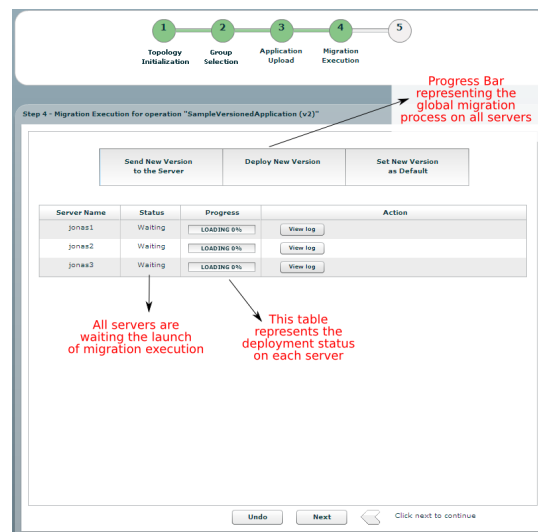 1 2 3 4 5
Topology Initialization
Group Selection
Application Upload
Migration Execution
Progress Bar
representing the
global migration
process on all servers
Step 4 - Migration Execution for operation "SampleVersionedApplication (v2)"
Send New Version to the Server
Deploy New Version
Set New Version as Default
Server Name Status Progress Action
jonas1 Waiting LOADING 0% View log
jonas2 Waiting LOADING 0% View log
jonas3 Waiting LOADING 0% View log
All servers are
waiting the launch
of migration execution
This table
represents the
deployment status
on each server
Undo Next Click next to continue